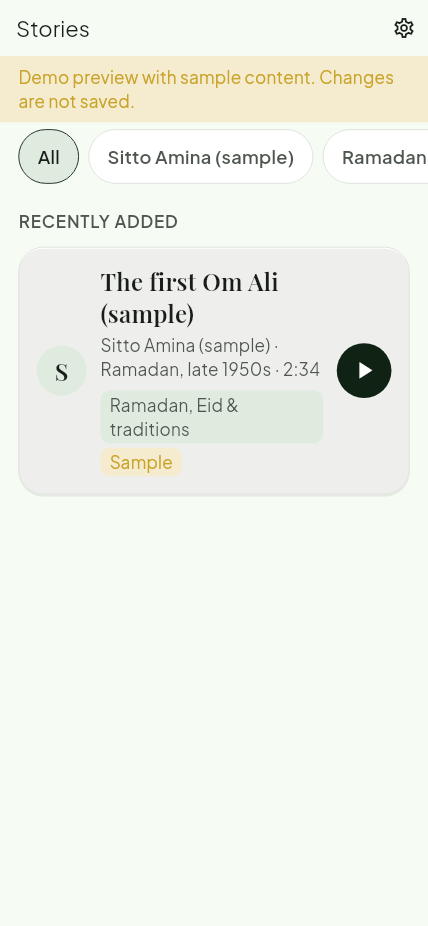 Stories
Demo preview with sample content. Changes
are not saved.
All
Sitto Amina (sample)
Ramadan
RECENTLY ADDED
The first Om Ali
(sample)
S
Sitto Amina (sample) ·
Ramadan, late 1950s · 2:34
Ramadan, Eid &
traditions
Sample